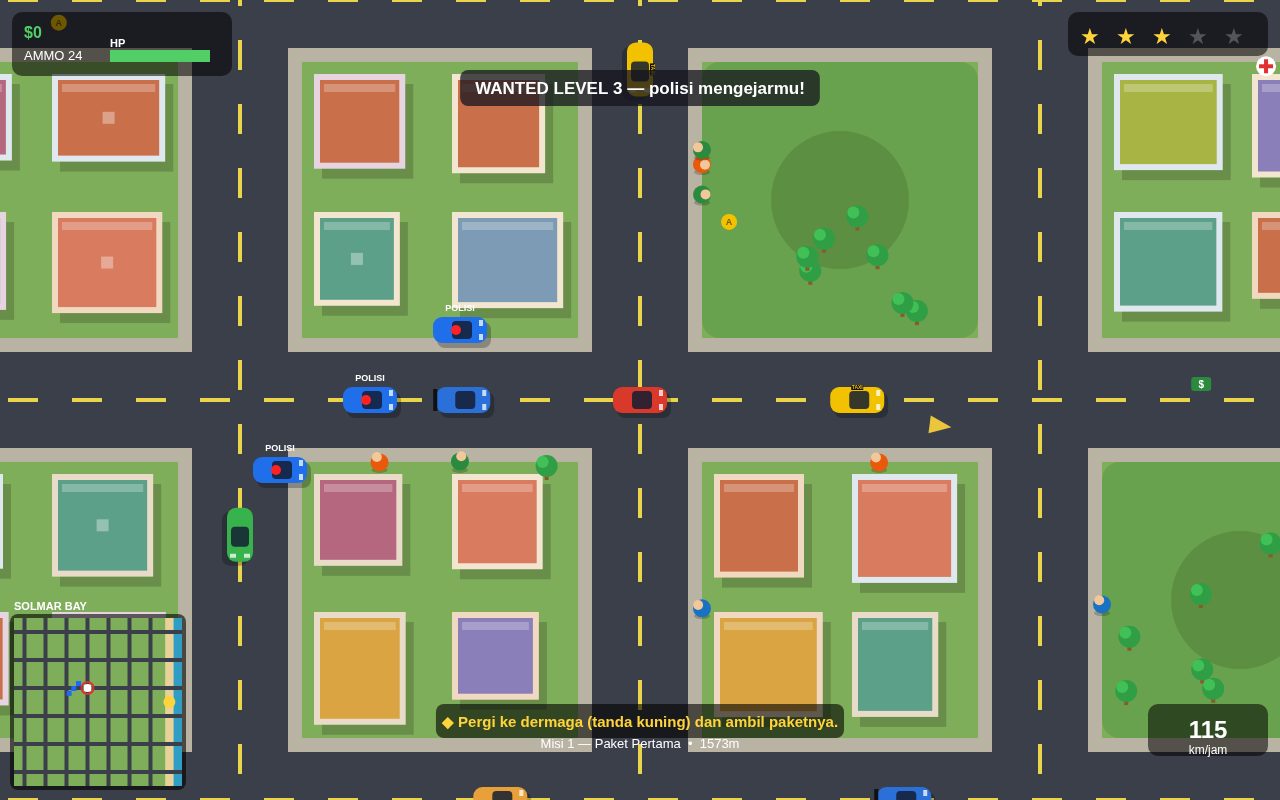 $0
A
HP
AMMO 24
★ ★ ★ ★ ★
WANTED LEVEL 3 — polisi mengejarmu!
A
POLISI
POLISI
TAXI
$
POLISI
SOLMAR BAY
◆ Pergi ke dermaga (tanda kuning) dan ambil paketnya.
Misi 1 — Paket Pertama • 1573m
115
km/jam